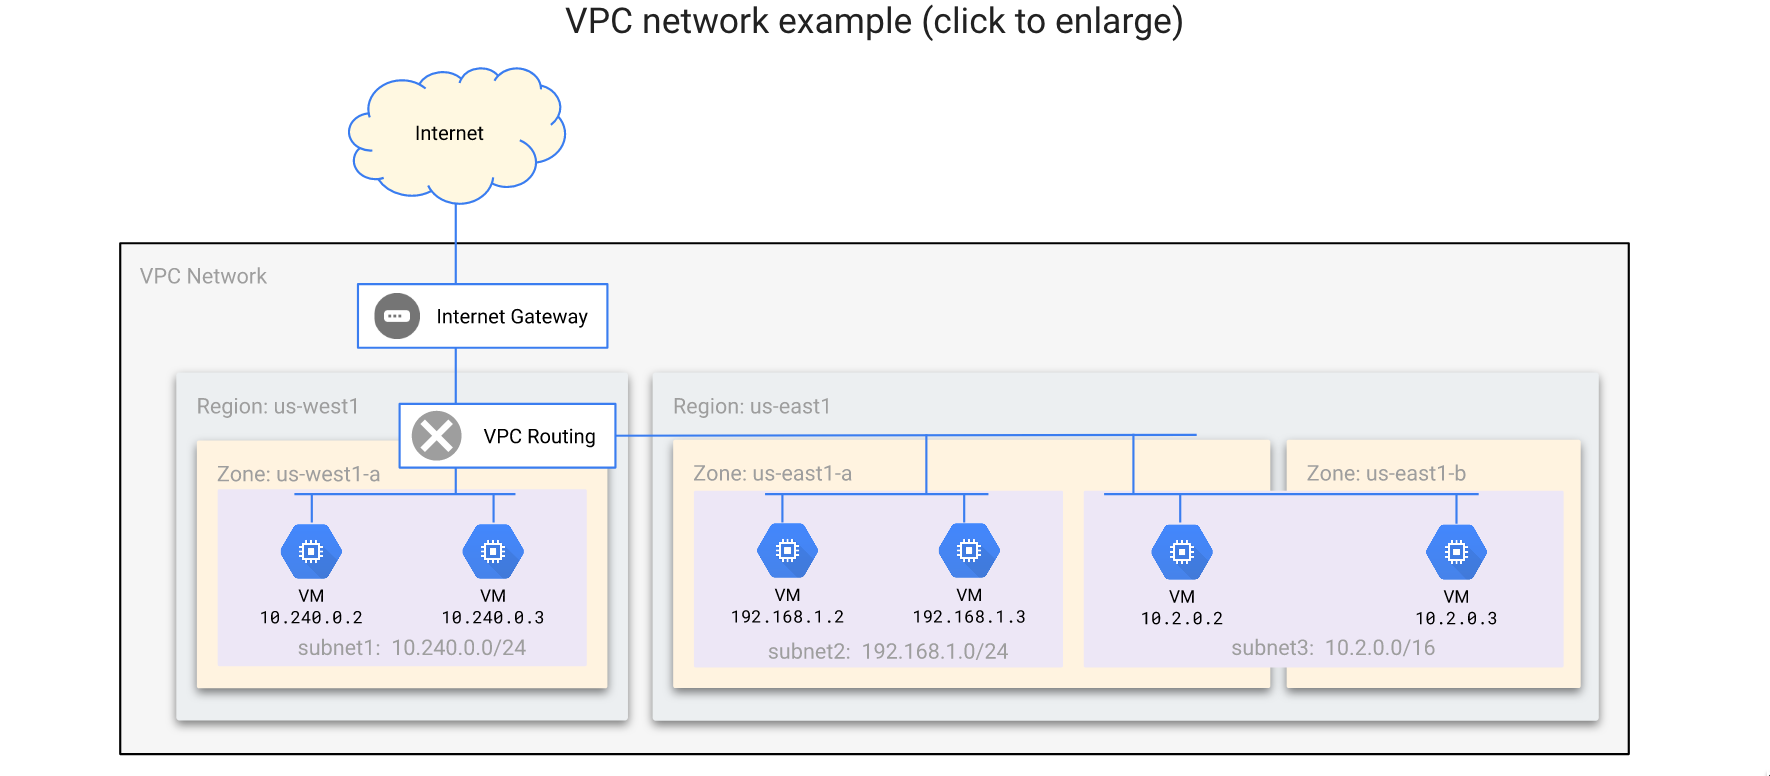 VPC network example (click to enlarge)
Internet
VPC Network
Internet Gateway
Region: us-west1
Region: us-east1
VPC Routing
Zone: us-west1-a
Zone: us-east1-a
Zone: us-east1-b
VM
10.240.0.2
VM
10.240.0.3
subnet1: 10.240.0.0/24
VM
192.168.1.2
VM
192.168.1.3
subnet2: 192.168.1.0/24
VM
10.2.0.2
VM
10.2.0.3
subnet3: 10.2.0.0/16